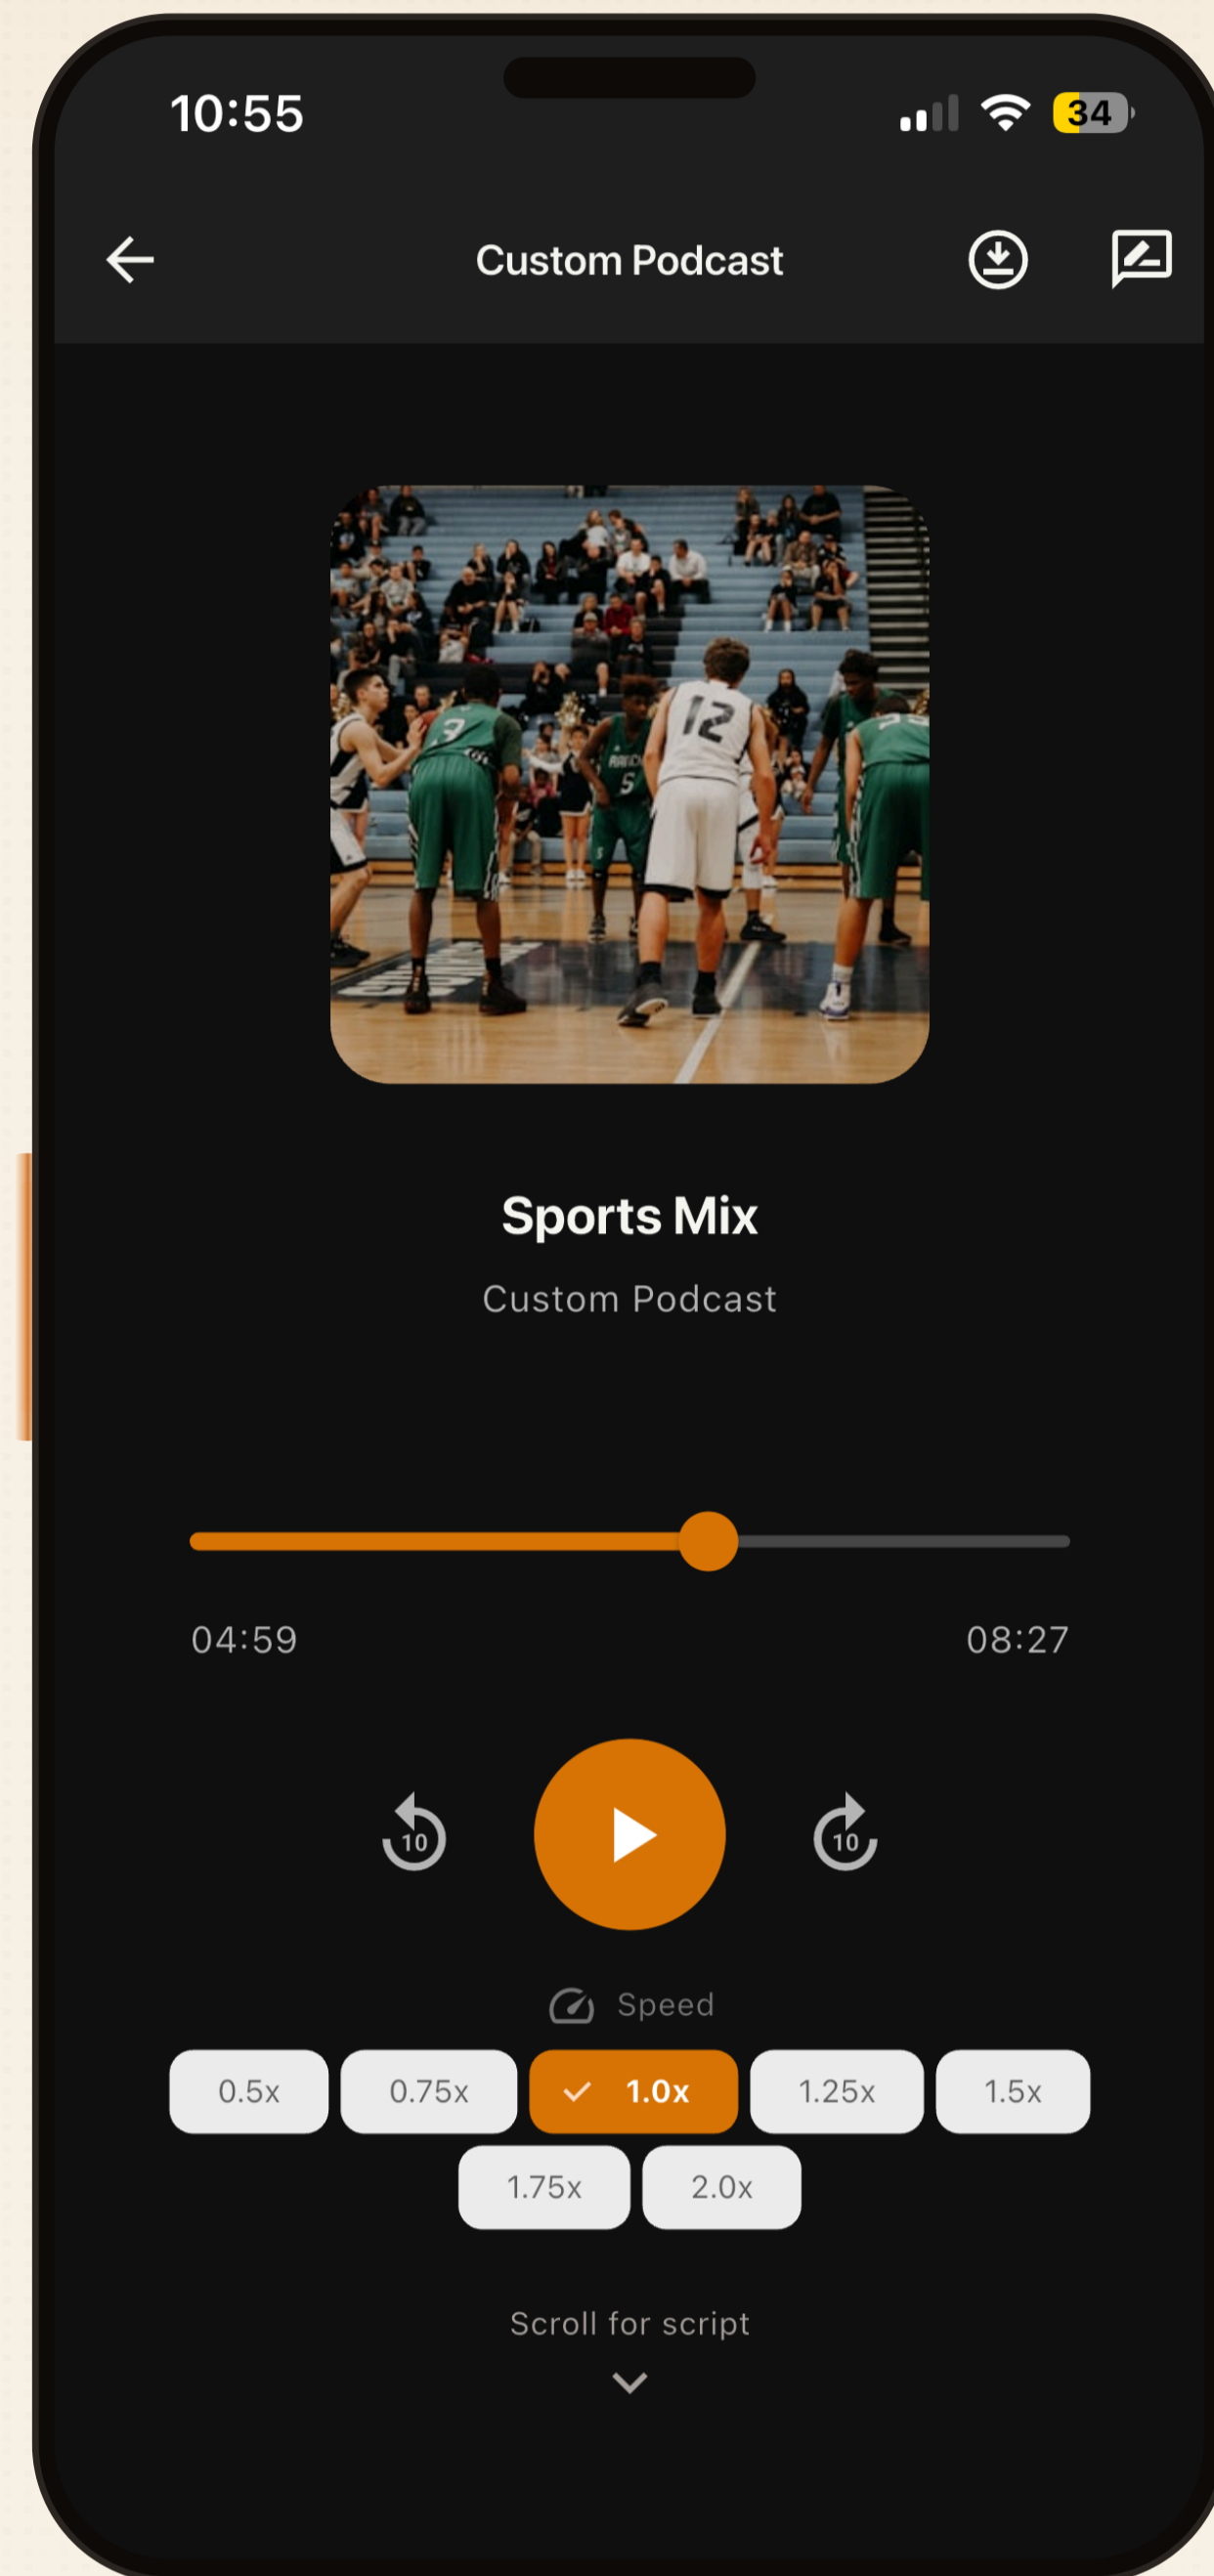 10:55
34
Custom Podcast
3
12
5
Sports Mix
Custom Podcast
04:59
08:27
10
10
Speed
0.5x
0.75x
1.0x
1.25x
1.5x
1.75x
2.0x
Scroll for script